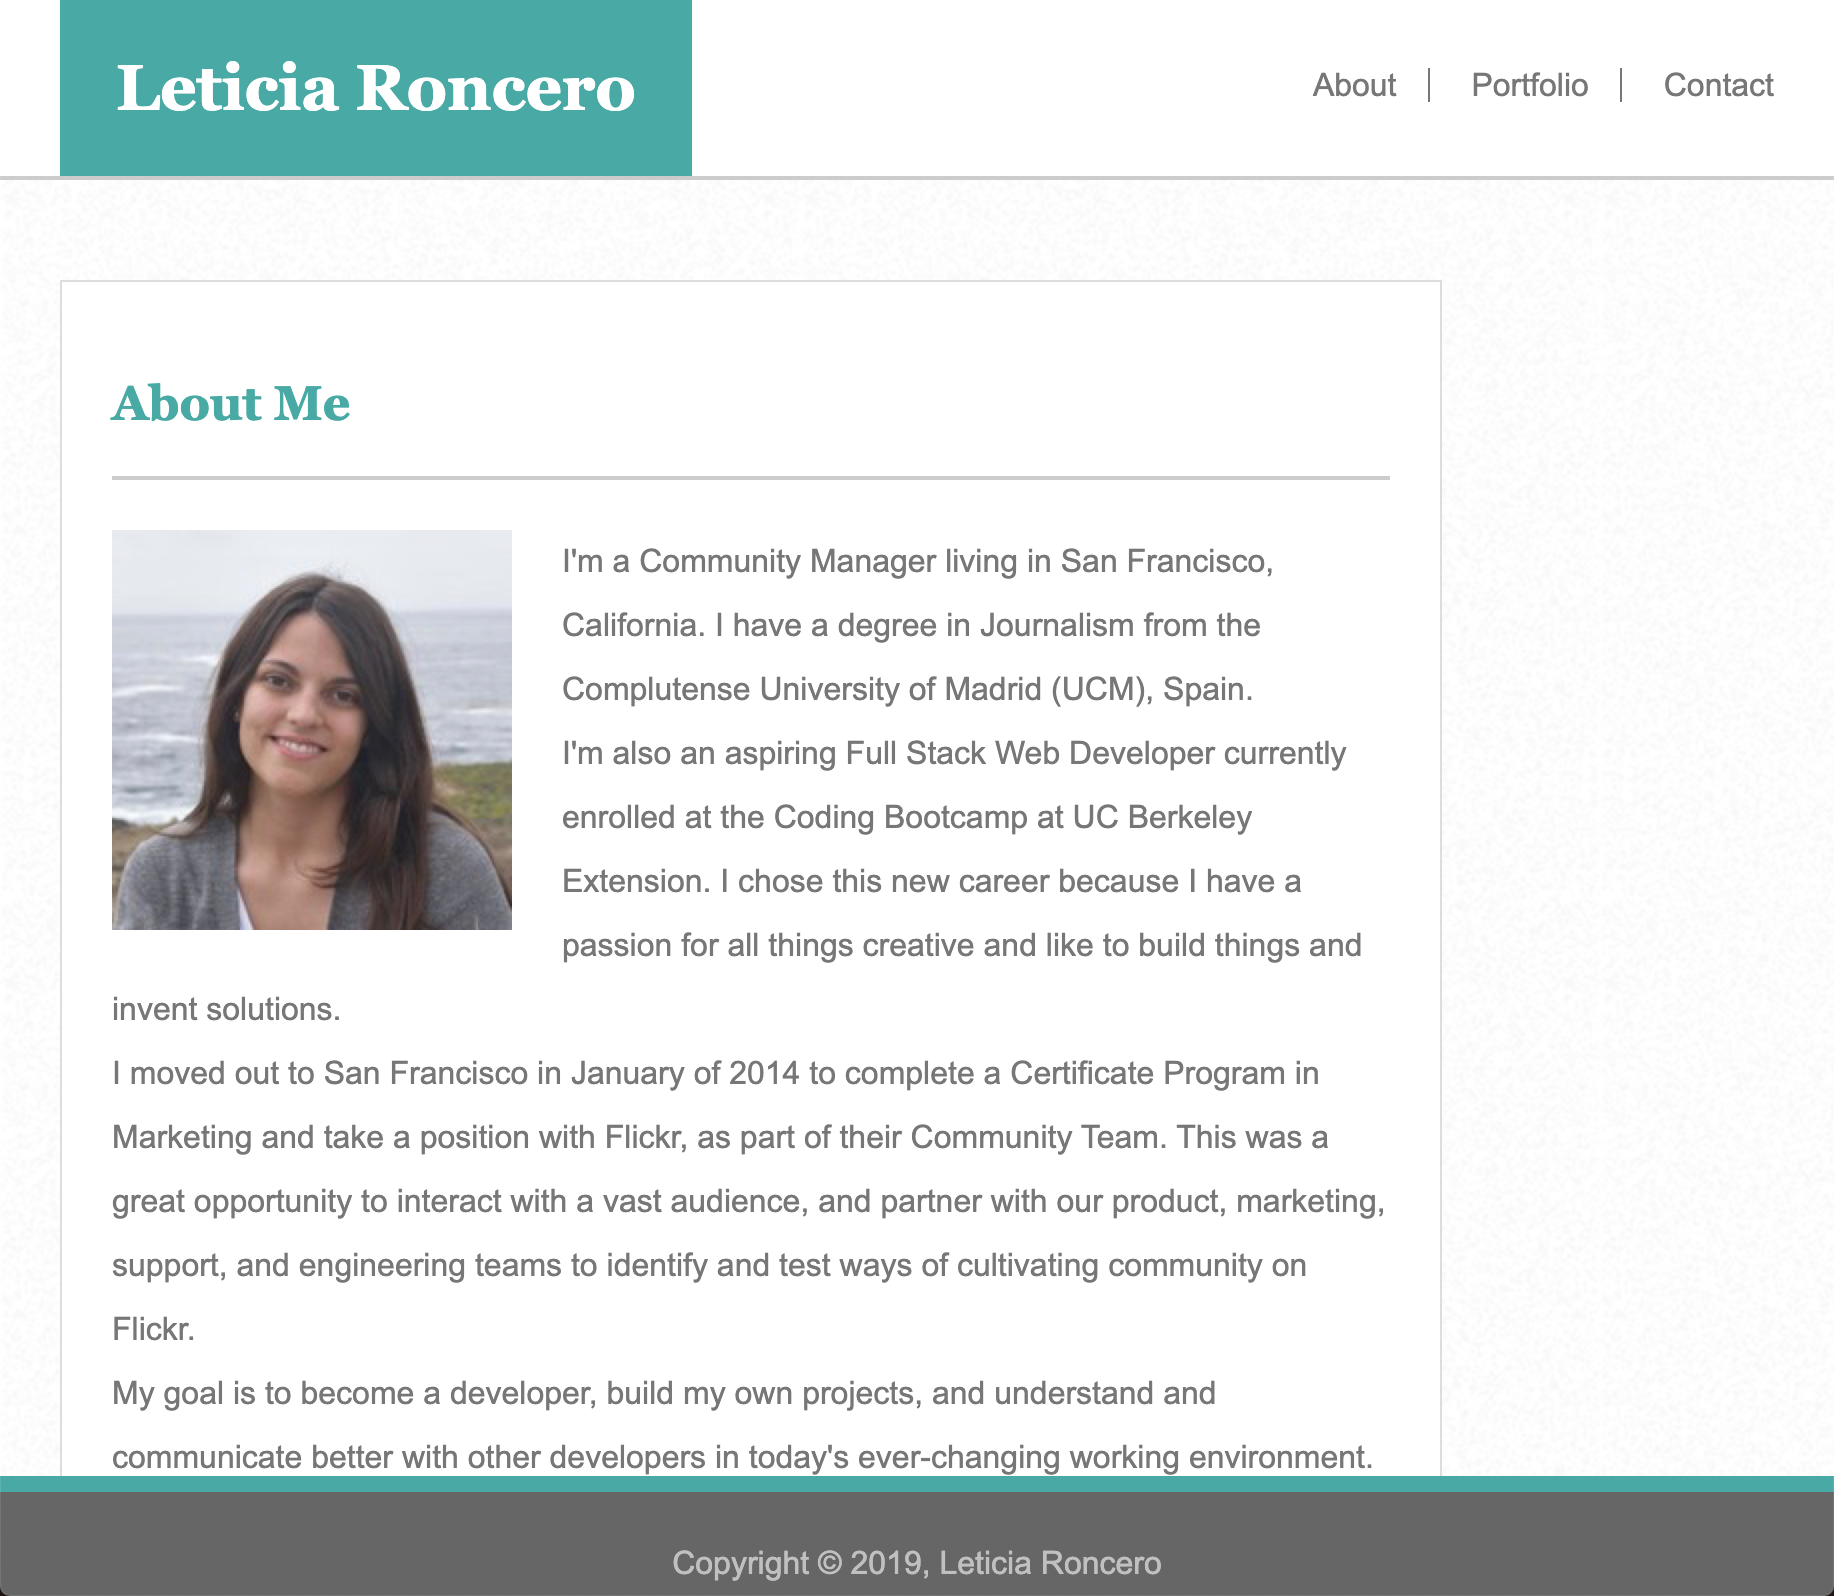 Leticia Roncero
About
Portfolio
Contact
About Me
I'm a Community Manager living in San Francisco,
California. I have a degree in Journalism from the
Complutense University of Madrid (UCM), Spain.
I'm also an aspiring Full Stack Web Developer currently
enrolled at the Coding Bootcamp at UC Berkeley
Extension. I chose this new career because I have a
passion for all things creative and like to build things and
invent solutions.
I moved out to San Francisco in January of 2014 to complete a Certificate Program in
Marketing and take a position with Flickr, as part of their Community Team. This was a
great opportunity to interact with a vast audience, and partner with our product, marketing,
support, and engineering teams to identify and test ways of cultivating community on
Flickr.
My goal is to become a developer, build my own projects, and understand and
communicate better with other developers in today's ever-changing working environment.
Copyright © 2019, Leticia Roncero